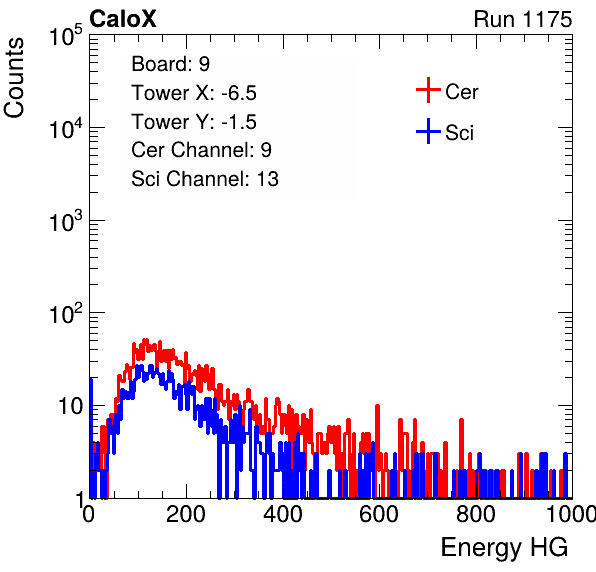 CaloX Run 1175
Counts
10^5
10^4
10^3
10^2
10
1
Board: 9
Tower X: -6.5
Tower Y: -1.5
Cer Channel: 9
Sci Channel: 13
Cer
Sci
0 200 400 600 800 1000
Energy HG